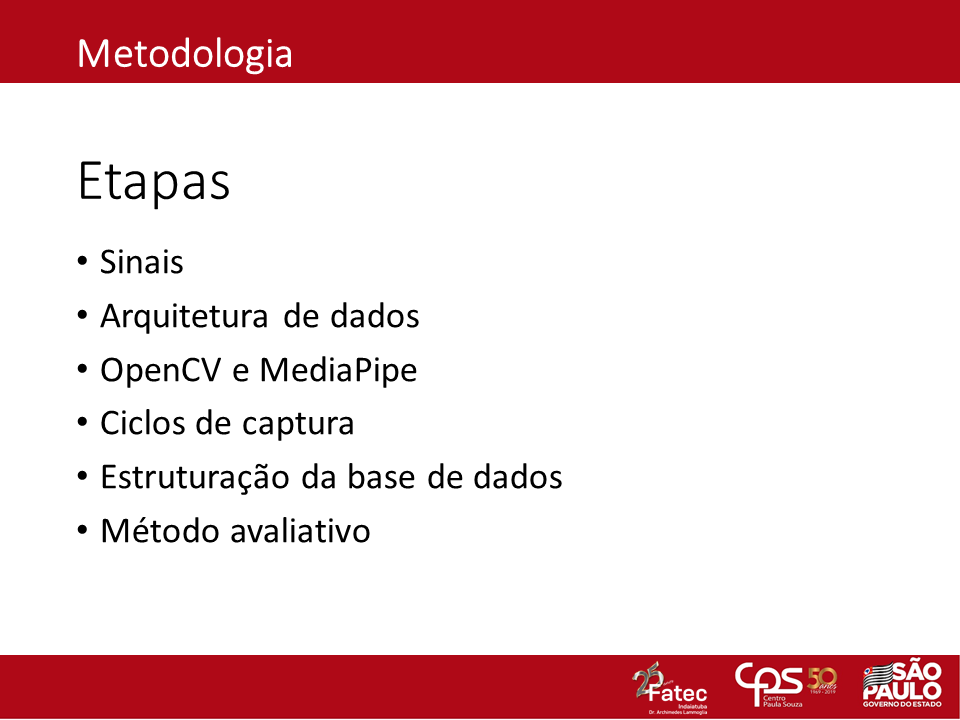 Metodologia
Etapas
• Sinais
• Arquitetura de dados
• OpenCV e MediaPipe
• Ciclos de captura
• Estruturação da base de dados
• Método avaliativo
25
Fatec
Indaiatuba
Dr. Archimedes Lammoglia
CPS
Centro
Paula Souza
50
anos
1969 - 2019
SÃO
PAULO
GOVERNO DO ESTADO